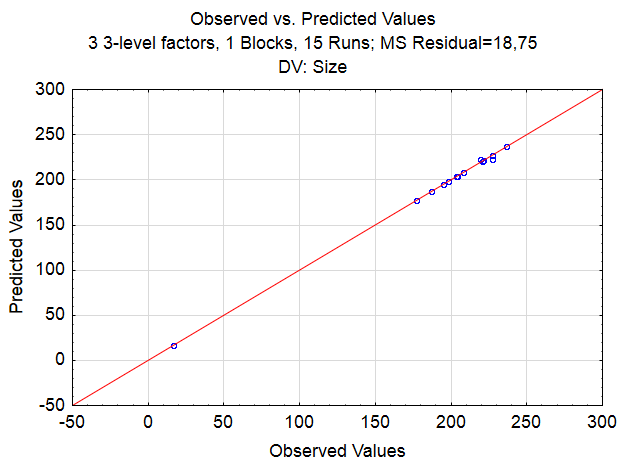 Observed vs. Predicted Values
3 3-level factors, 1 Blocks, 15 Runs; MS Residual=18,75
DV: Size
300
250
200
150
100
50
0
-50
Predicted Values
-50 0 50 100 150 200 250 300
Observed Values